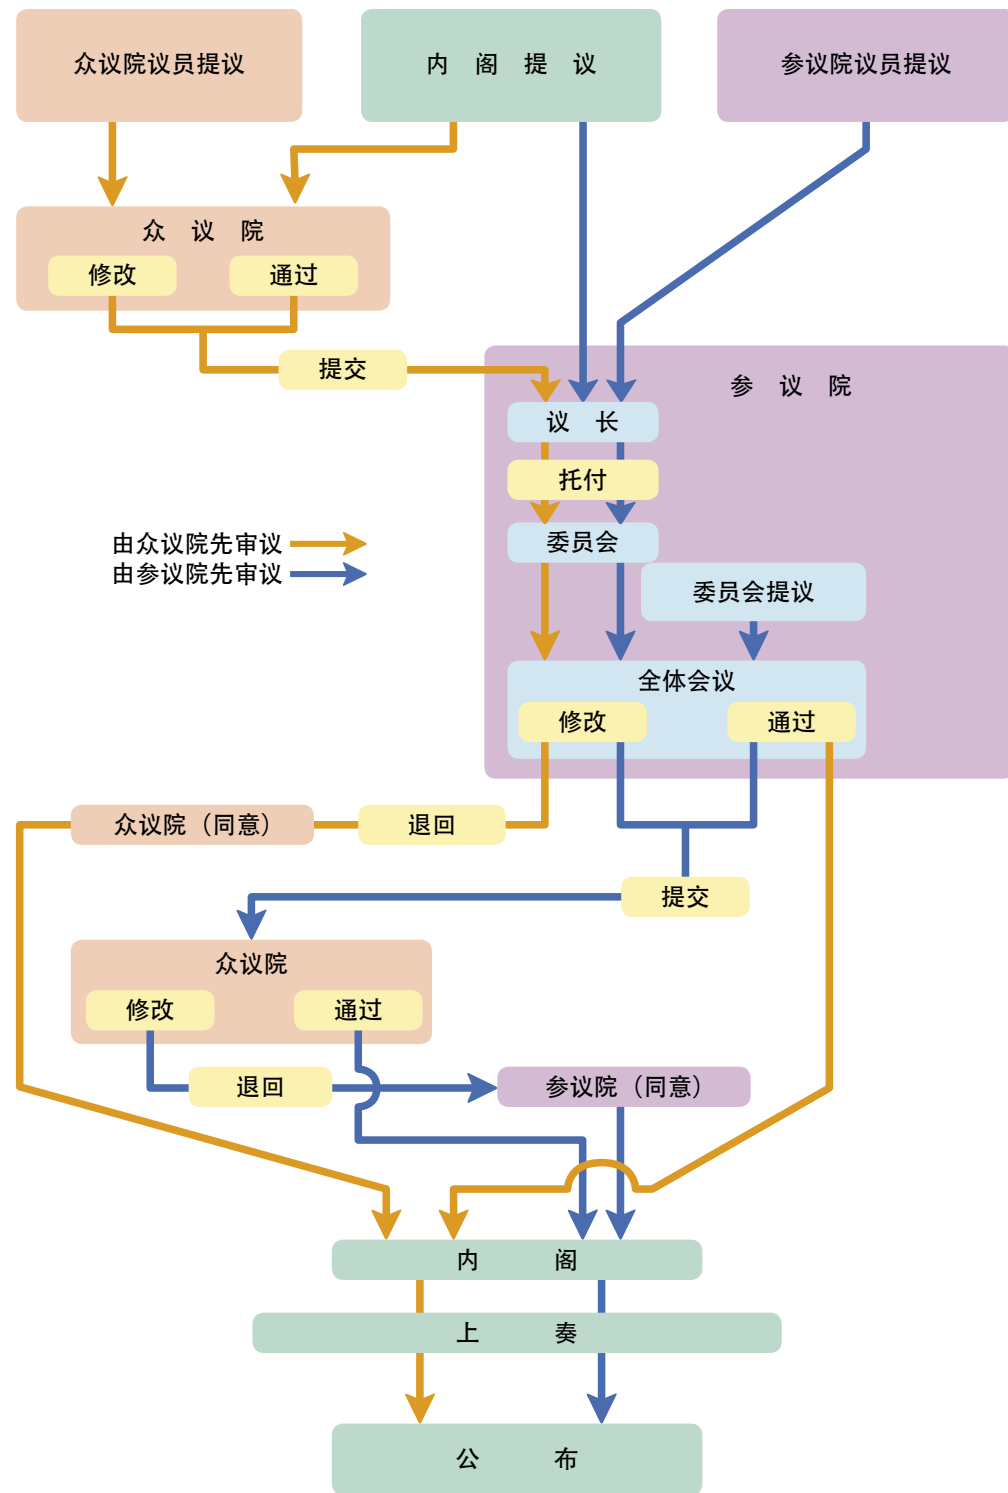 众议院议员提议
内阁提议
参议院议员提议
众议院
修改
通过
提交
参议院
议长
托付
委员会
由众议院先审议
由参议院先审议
委员会提议
全体会议
修改
通过
众议院（同意）
退回
提交
众议院
修改
通过
退回
参议院（同意）
内阁
上奏
公布